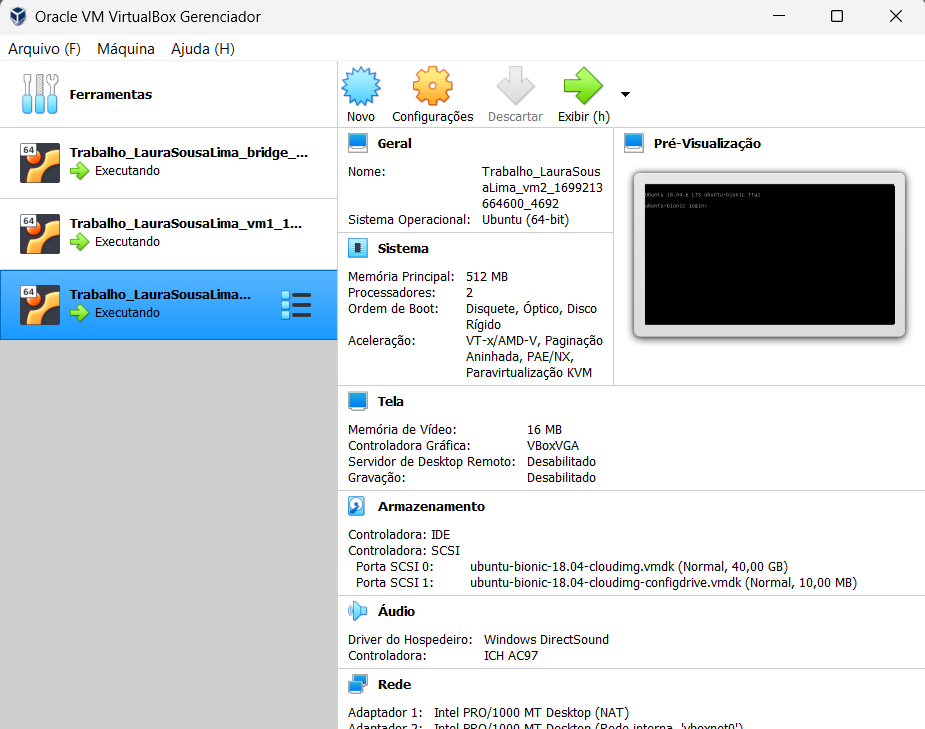 Oracle VM VirtualBox Gerenciador
Arquivo (F) Máquina Ajuda (H)
Ferramentas
Novo Configurações Descartar Exibir (h)
64
Trabalho_LauraSousaLima_bridge_...
Executando
64
Trabalho_LauraSousaLima_vm1_1...
Executando
64
Trabalho_LauraSousaLima...
Executando
Geral
Nome: Trabalho_LauraSous
aLima_vm2_1699213
664600_4692
Sistema Operacional: Ubuntu (64-bit)
Pré-Visualização
Ubuntu 18.04.6 LTS ubuntu-bionic tty1
ubuntu-bionic login:
Sistema
Memória Principal: 512 MB
Processadores: 2
Ordem de Boot: Disquete, Óptico, Disco
Rígido
Aceleração: VT-x/AMD-V, Paginação
Aninhada, PAE/NX,
Paravirtualização KVM
Tela
Memória de Vídeo: 16 MB
Controladora Gráfica: VBoxVGA
Servidor de Desktop Remoto: Desabilitado
Gravação: Desabilitado
Armazenamento
Controladora: IDE
Controladora: SCSI
Porta SCSI 0: ubuntu-bionic-18.04-cloudimg.vmdk (Normal, 40,00 GB)
Porta SCSI 1: ubuntu-bionic-18.04-cloudimg-configdrive.vmdk (Normal, 10,00 MB)
Áudio
Driver do Hospedeiro: Windows DirectSound
Controladora: ICH AC97
Rede
Adaptador 1: Intel PRO/1000 MT Desktop (NAT)
Adaptador 2: Intel PRO/1000 MT Desktop (Rede interna, 'vboxnet0')